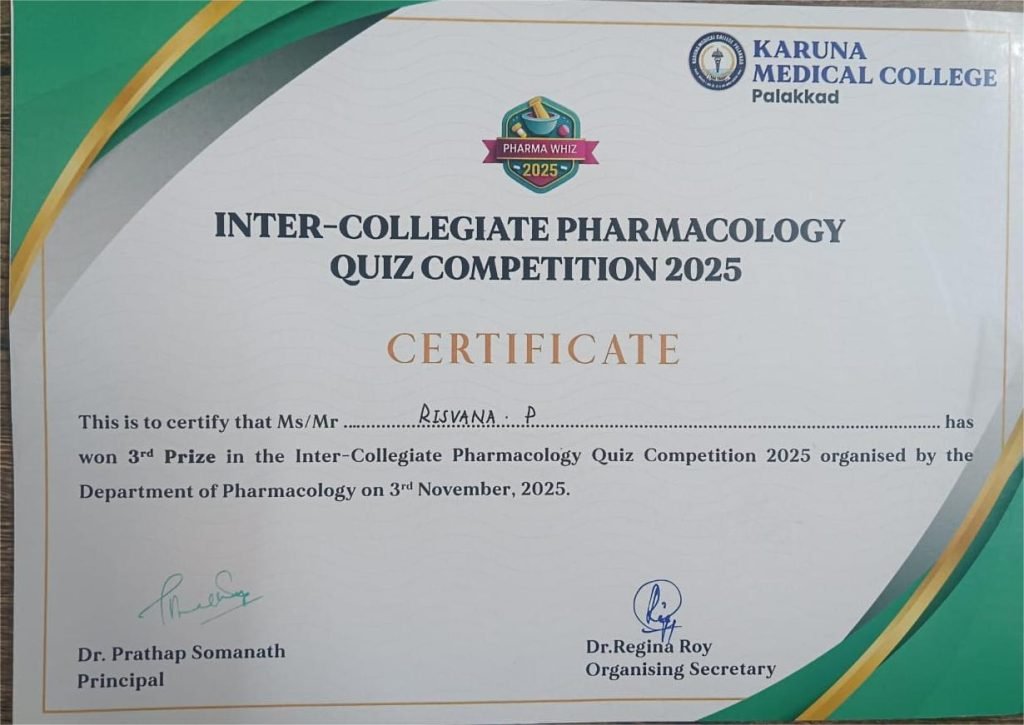 KARUNA
MEDICAL COLLEGE
Palakkad
PHARMA WHIZ
2025
INTER-COLLEGIATE PHARMACOLOGY
QUIZ COMPETITION 2025
CERTIFICATE
This is to certify that Ms/Mr RISVANA. P has
won 3rd Prize in the Inter-Collegiate Pharmacology Quiz Competition 2025 organised by the
Department of Pharmacology on 3rd November, 2025.
Dr. Prathap Somanath
Principal
Dr.Regina Roy
Organising Secretary